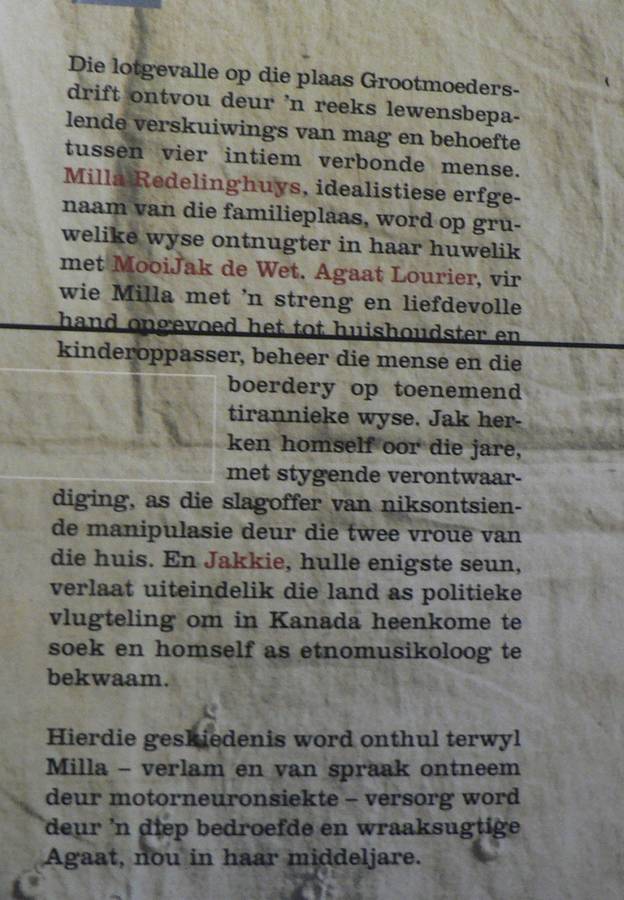 Die lotgevalle op die plaas Grootmoeders-
drift ontvou deur 'n reeks lewensbepa-
lende verskuiwings van mag en behoefte
tussen vier intiem verbonde mense.
Milla Redelinghuys, idealistiese erfge-
naam van die familieplaas, word op gru-
welike wyse ontnugter in haar huwelik
met MooiJak de Wet. Agaat Lourier, vir
wie Milla met 'n streng en liefdevolle
hand opgevoed het tot huishoudster en
kinderoppasser, beheer die mense en die
boerdery op toenemend
tirannieke wyse. Jak her-
ken homself oor die jare,
met stygende verontwaar-
diging, as die slagoffer van niksontsien-
de manipulasie deur die twee vroue van
die huis. En Jakkie, hulle enigste seun,
verlaat uiteindelik die land as politieke
vlugteling om in Kanada heenkome te
soek en homself as etnomusikoloog te
bekwaam.
Hierdie geskiedenis word onthul terwyl
Milla – verlam en van spraak ontneem
deur motorneuronsiekte – versorg word
deur 'n diep bedroefde en wraaksugtige
Agaat, nou in haar middeljare.